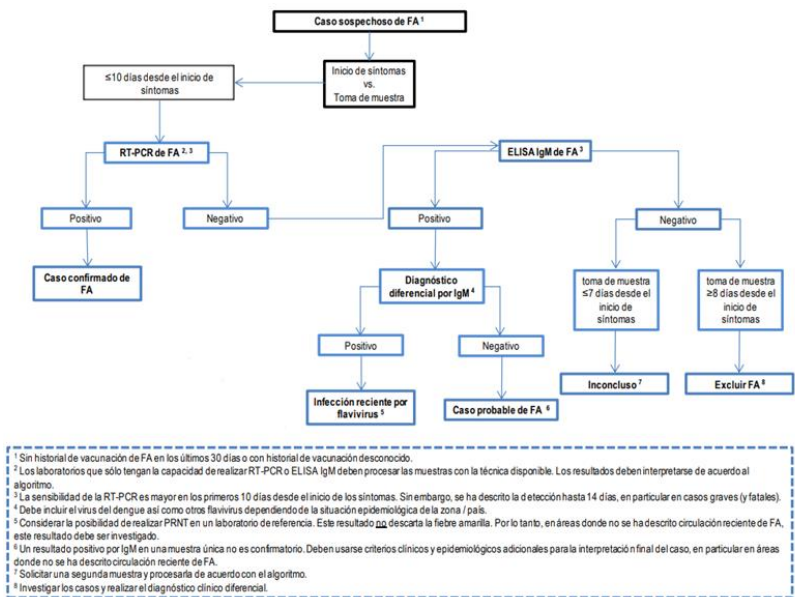 Caso sospechoso de FA ¹
Inicio de síntomas
vs.
Toma de muestra
≤10 días desde el inicio de
síntomas
RT-PCR de FA ², ³
ELISA IgM de FA ³
Positivo
Negativo
Positivo
Negativo
Caso confirmado de
FA
Diagnóstico
diferencial por IgM ⁴
toma de muestra
≤7 días desde el
inicio de
síntomas
toma de muestra
≥8 días desde el
inicio de
síntomas
Positivo
Negativo
Infección reciente por
flavivirus ⁵
Caso probable de FA ⁶
Inconcluso ⁷
Excluir FA ⁸
¹ Sin historial de vacunación de FA en los últimos 30 días o con historial de vacunación desconocido.
² Los laboratorios que sólo tengan la capacidad de realizar RT-PCR o ELISA IgM deben procesar las muestras con la técnica disponible. Los resultados deben interpretarse de acuerdo al
algoritmo.
³ La sensibilidad de la RT-PCR es mayor en los primeros 10 días desde el inicio de los síntomas. Sin embargo, se ha descrito la detección hasta 14 días, en particular en casos graves (y fatales).
⁴ Debe incluir el virus del dengue así como otros flavivirus dependiendo de la situación epidemiológica de la zona / país.
⁵ Considerar la posibilidad de realizar PRNT en un laboratorio de referencia. Este resultado no descarta la fiebre amarilla. Por lo tanto, en áreas donde no se ha descrito circulación reciente de FA,
este resultado debe ser investigado.
⁶ Un resultado positivo por IgM en una muestra única no es confirmatorio. Deben usarse criterios clínicos y epidemiológicos adicionales para la interpretación final del caso, en particular en áreas
donde no se ha descrito circulación reciente de FA.
⁷ Solicitar una segunda muestra y procesarla de acuerdo con el algoritmo.
⁸ Investigar los casos y realizar el diagnóstico clínico diferencial.